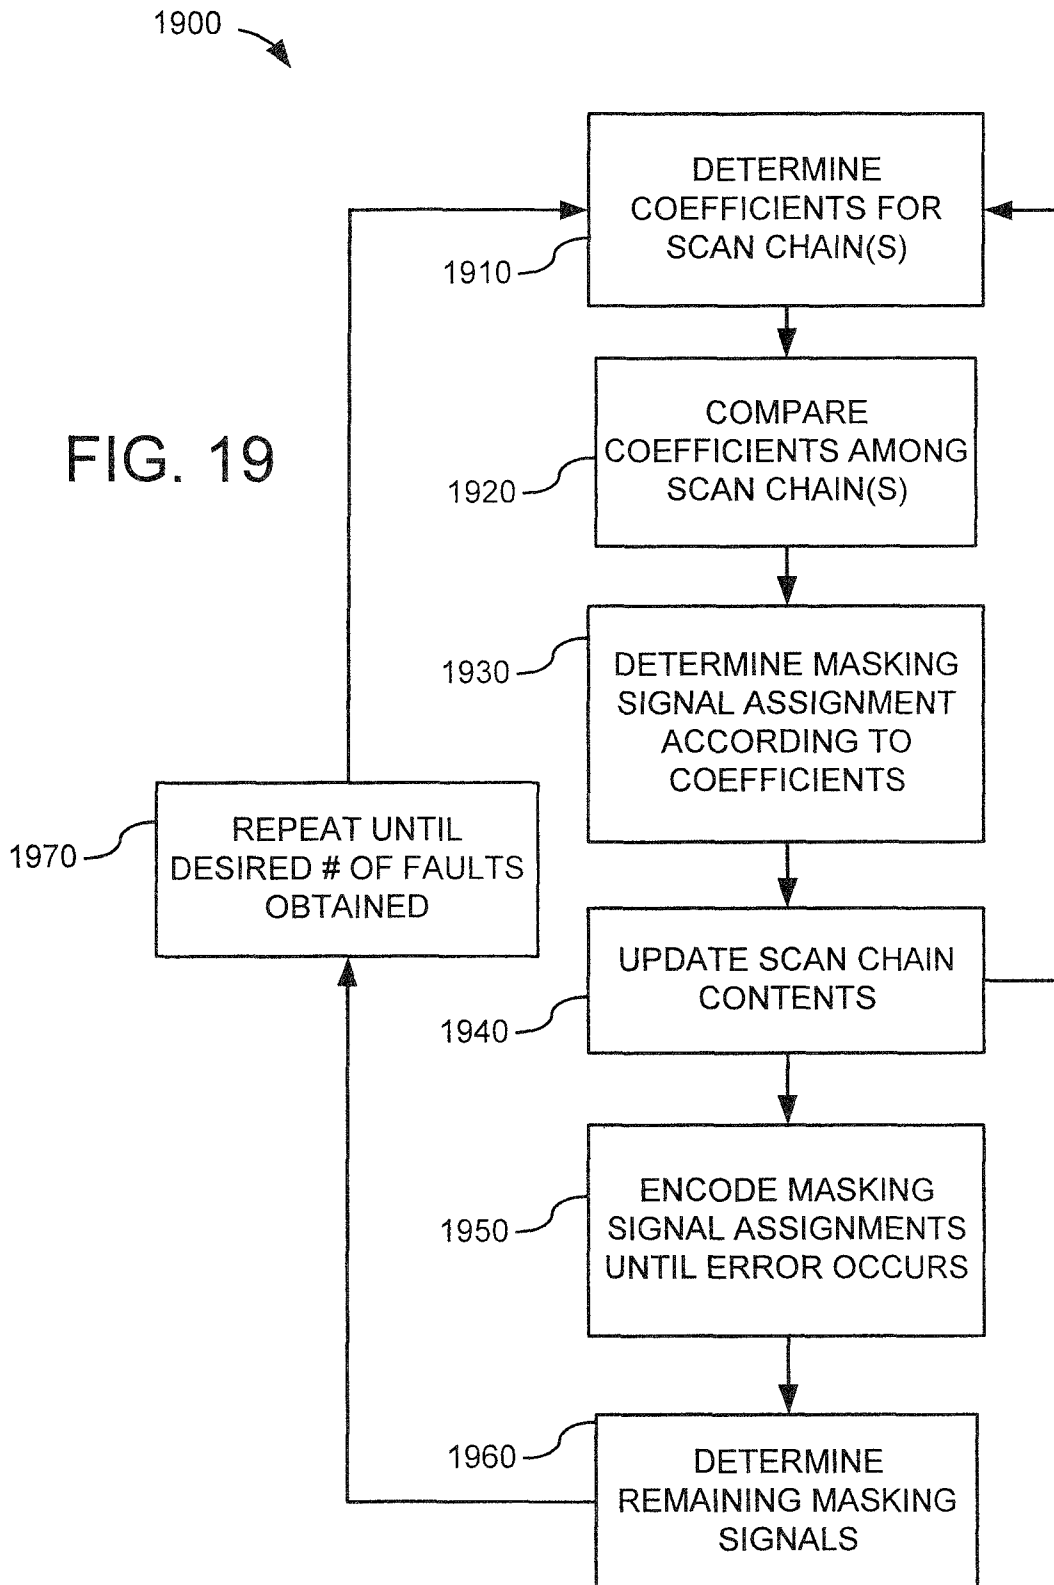 1900
DETERMINE
COEFFICIENTS FOR
SCAN CHAIN(S)
1910
COMPARE
COEFFICIENTS AMONG
SCAN CHAIN(S)
1920
FIG. 19
1930
DETERMINE MASKING
SIGNAL ASSIGNMENT
ACCORDING TO
COEFFICIENTS
1970
REPEAT UNTIL
DESIRED # OF FAULTS
OBTAINED
UPDATE SCAN CHAIN
CONTENTS
1940
ENCODE MASKING
SIGNAL ASSIGNMENTS
UNTIL ERROR OCCURS
1950
1960
DETERMINE
REMAINING MASKING
SIGNALS